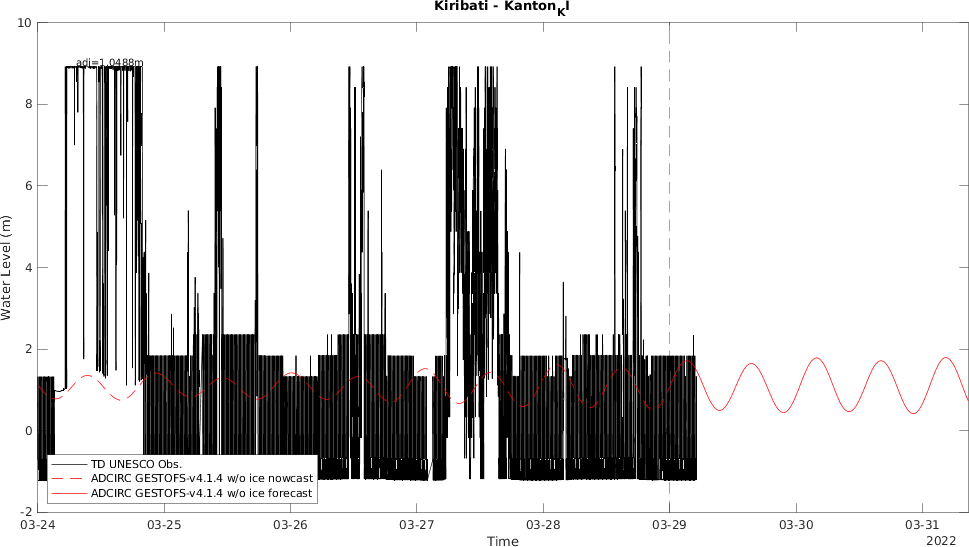 Kiribati - KantonKI
10
8
6
4
2
0
-2
Water Level (m)
adj=1.0488m
TD UNESCO Obs.
ADCIRC GESTOFS-v4.1.4 w/o ice nowcast
ADCIRC GESTOFS-v4.1.4 w/o ice forecast
03-24
03-25
03-26
03-27
03-28
03-29
03-30
03-31
Time
2022